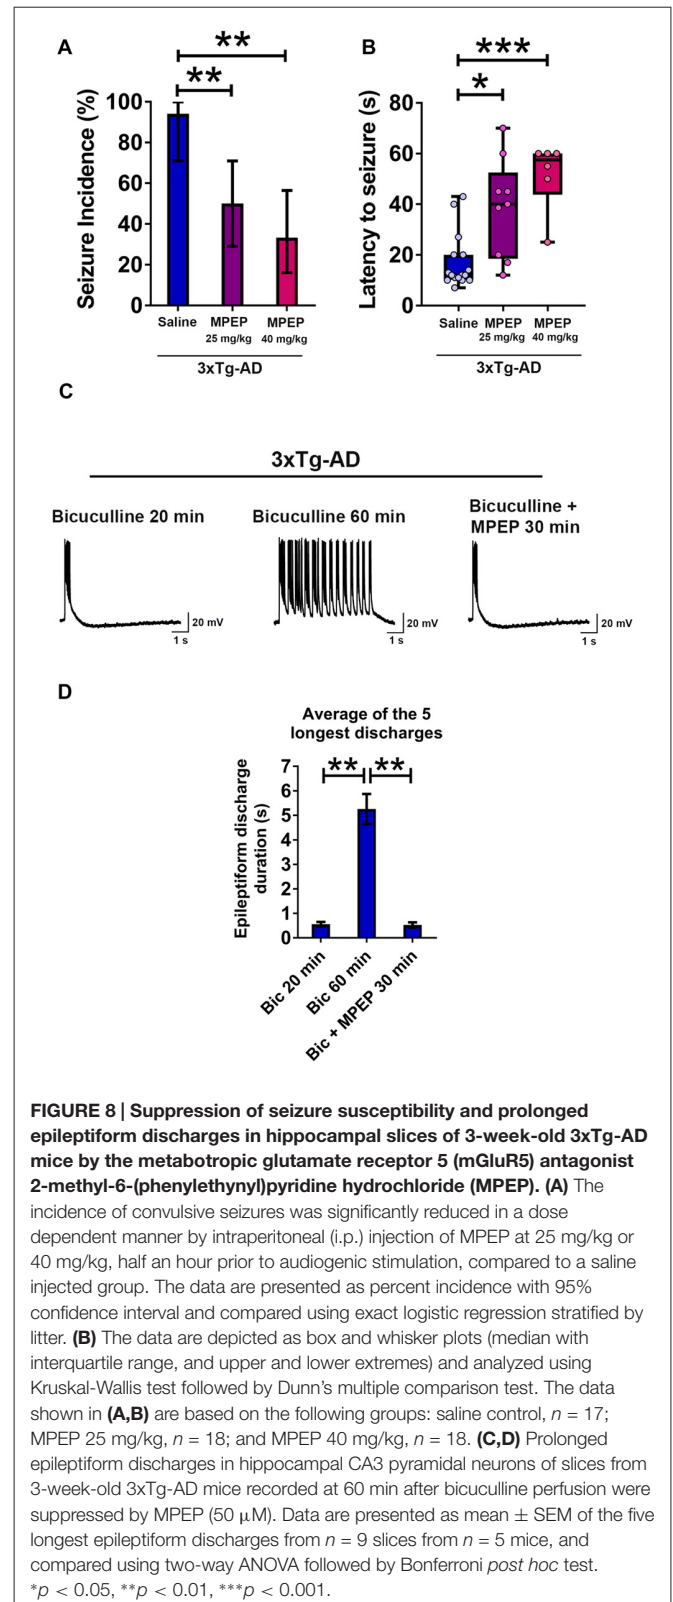 A
**
**
Seizure Incidence (%)
100
80
60
40
20
0
Saline
MPEP
25 mg/kg
MPEP
40 mg/kg
3xTg-AD
B
***
*
Latency to seizure (s)
80
60
40
20
0
Saline
MPEP
25 mg/kg
MPEP
40 mg/kg
3xTg-AD
C
3xTg-AD
Bicuculline 20 min
Bicuculline 60 min
Bicuculline +
MPEP 30 min
20 mV
1 s
20 mV
1 s
20 mV
1 s
D
Average of the 5
longest discharges
** **
Epileptiform discharge
duration (s)
7
6
5
4
3
2
1
0
Bic 20 min
Bic 60 min
Bic + MPEP 30 min
FIGURE 8 | Suppression of seizure susceptibility and prolonged
epileptiform discharges in hippocampal slices of 3-week-old 3xTg-AD
mice by the metabotropic glutamate receptor 5 (mGluR5) antagonist
2-methyl-6-(phenylethynyl)pyridine hydrochloride (MPEP). (A) The
incidence of convulsive seizures was significantly reduced in a dose
dependent manner by intraperitoneal (i.p.) injection of MPEP at 25 mg/kg or
40 mg/kg, half an hour prior to audiogenic stimulation, compared to a saline
injected group. The data are presented as percent incidence with 95%
confidence interval and compared using exact logistic regression stratified by
litter. (B) The data are depicted as box and whisker plots (median with
interquartile range, and upper and lower extremes) and analyzed using
Kruskal-Wallis test followed by Dunn's multiple comparison test. The data
shown in (A,B) are based on the following groups: saline control, n = 17;
MPEP 25 mg/kg, n = 18; and MPEP 40 mg/kg, n = 18. (C,D) Prolonged
epileptiform discharges in hippocampal CA3 pyramidal neurons of slices from
3-week-old 3xTg-AD mice recorded at 60 min after bicuculline perfusion were
suppressed by MPEP (50 μM). Data are presented as mean ± SEM of the five
longest epileptiform discharges from n = 9 slices from n = 5 mice, and
compared using two-way ANOVA followed by Bonferroni post hoc test.
*p < 0.05, **p < 0.01, ***p < 0.001.